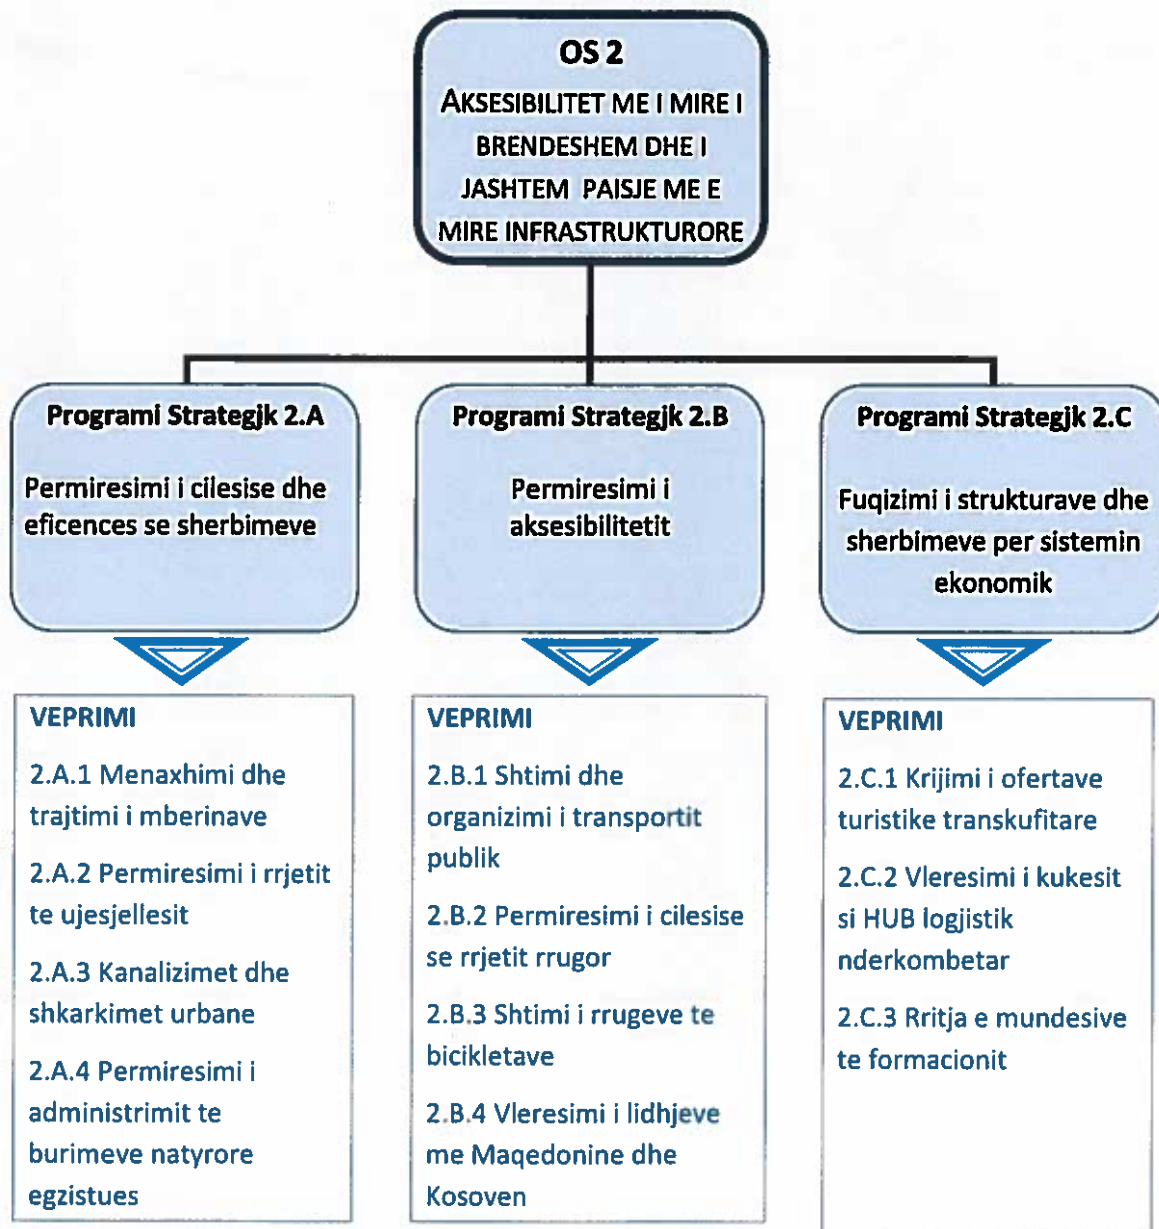 OS 2
AKSESIBILITET ME I MIRE I
BRENDESHEM DHE I
JASHTEM PAISJE ME E
MIRE INFRASTRUKTURORE
Programi Strategjk 2.A
Permiresimi i cilesise dhe
eficences se sherbimeve
Programi Strategjk 2.B
Permiresimi i
aksesibilitetit
Programi Strategjk 2.C
Fuqizimi i strukturave dhe
sherbimeve per sistemin
ekonomik
VEPRIMI
2.A.1 Menaxhimi dhe
trajtimi i mberinave
2.A.2 Permiresimi i rrjetit
te ujesjellesit
2.A.3 Kanalizimet dhe
shkarkimet urbane
2.A.4 Permiresimi i
administrimit te
burimeve natyrore
egzistues
VEPRIMI
2.B.1 Shtimi dhe
organizimi i transportit
publik
2.B.2 Permiresimi i cilesise
se rrjetit rrugor
2.B.3 Shtimi i rrugeve te
bicikletave
2.B.4 Vleresimi i lidhjeve
me Maqedonine dhe
Kosoven
VEPRIMI
2.C.1 Krijimi i ofertave
turistike transkufitare
2.C.2 Vleresimi i kukesit
si HUB logjistik
nderkombetar
2.C.3 Rritja e mundesive
te formacionit